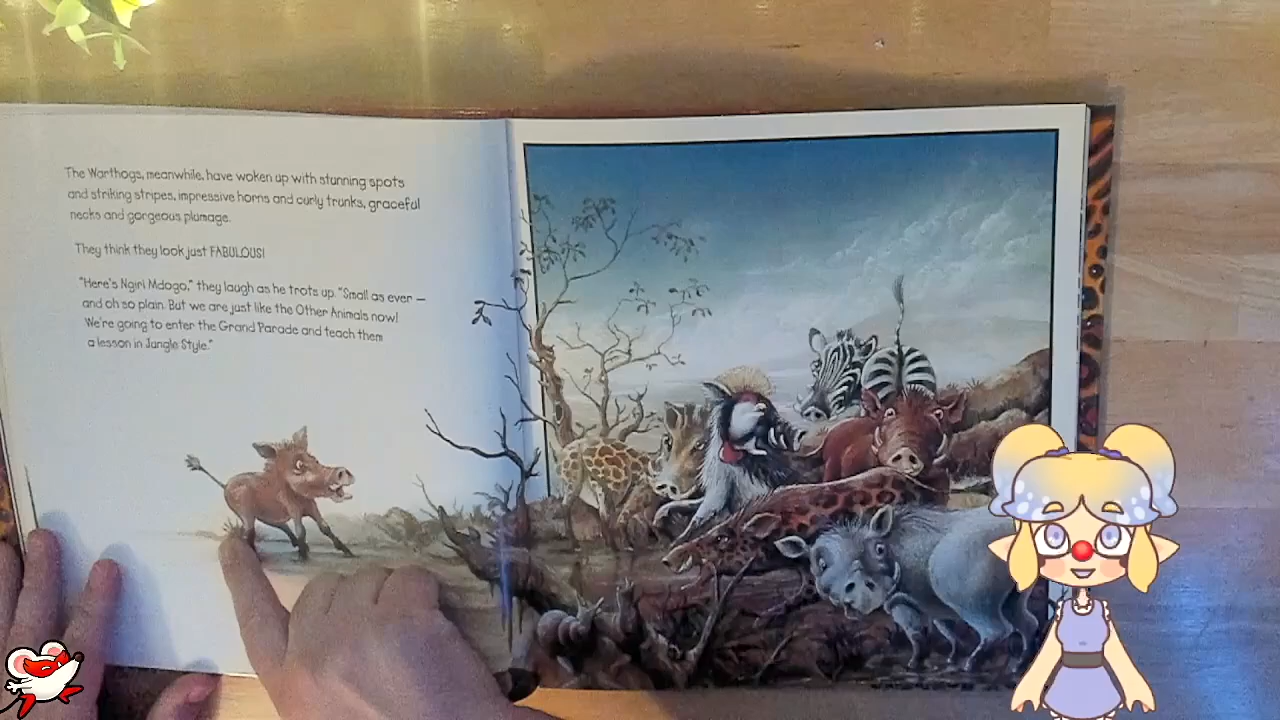 The Warthogs, meanwhile, have woken up with stunning spots
and striking stripes, impressive horns and curly trunks, graceful
necks and gorgeous plumage.
They think they look just FABULOUS!
"Here's Ngiri Mdogo," they laugh as he trots up. "Small as ever –
and oh so plain. But we are just like the Other Animals now!
We're going to enter the Grand Parade and teach them
a lesson in Jungle Style."